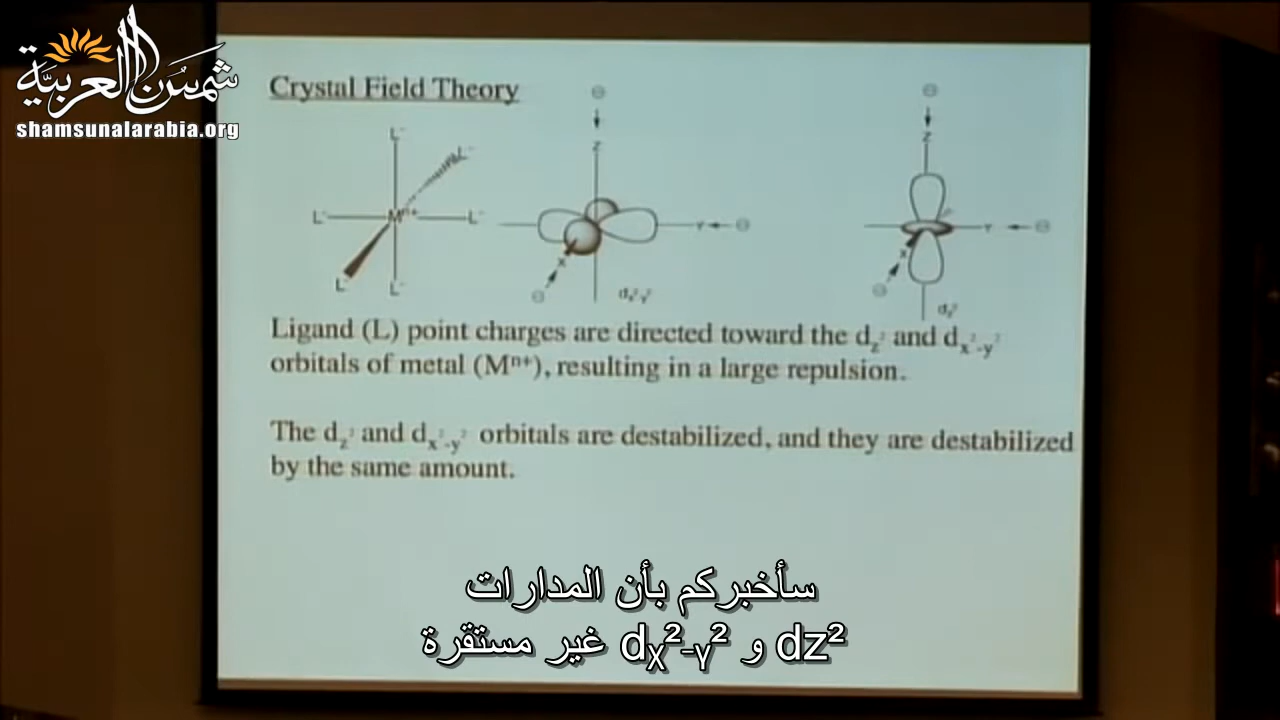 شمس العربية
shamsunalarabia.org
Crystal Field Theory
L⁻
L⁻
L⁻ Mⁿ⁺ L⁻
L⁻ L⁻
⊖
z
Y ⊖
x
⊖
dx²-y²
⊖
z
Y ⊖
x
⊖
dz²
Ligand (L) point charges are directed toward the dz² and dx²-y²
orbitals of metal (Mⁿ⁺), resulting in a large repulsion.
The dz² and dx²-y² orbitals are destabilized, and they are destabilized
by the same amount.
سأخبركم بأن المدارات
dz² و dx²-y² غير مستقرة